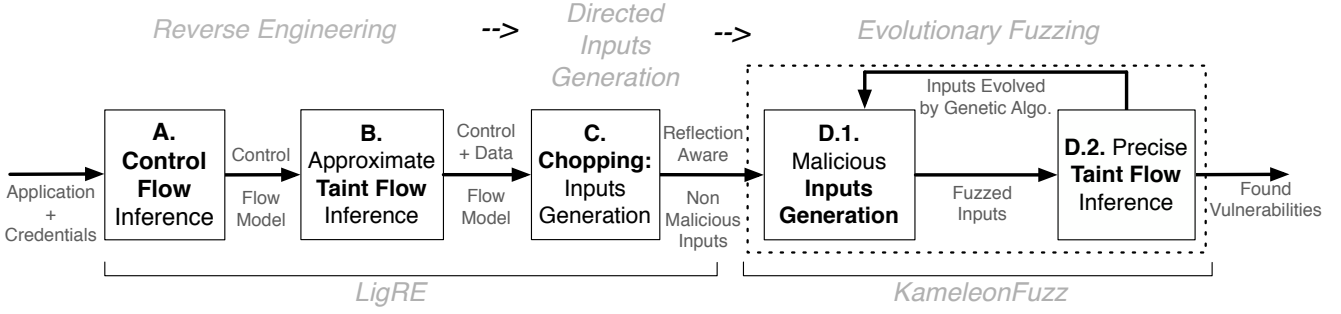 Reverse Engineering
-->
Directed
Inputs
Generation
-->
Evolutionary Fuzzing
Application
+
Credentials
A.
Control
Flow
Inference
Control
Flow
Model
B.
Approximate
Taint Flow
Inference
Control
+ Data
Flow
Model
C.
Chopping:
Inputs
Generation
Reflection
Aware
Non
Malicious
Inputs
D.1.
Malicious
Inputs
Generation
Inputs Evolved
by Genetic Algo.
Fuzzed
Inputs
D.2. Precise
Taint Flow
Inference
Found
Vulnerabilities
LigRE
KameleonFuzz